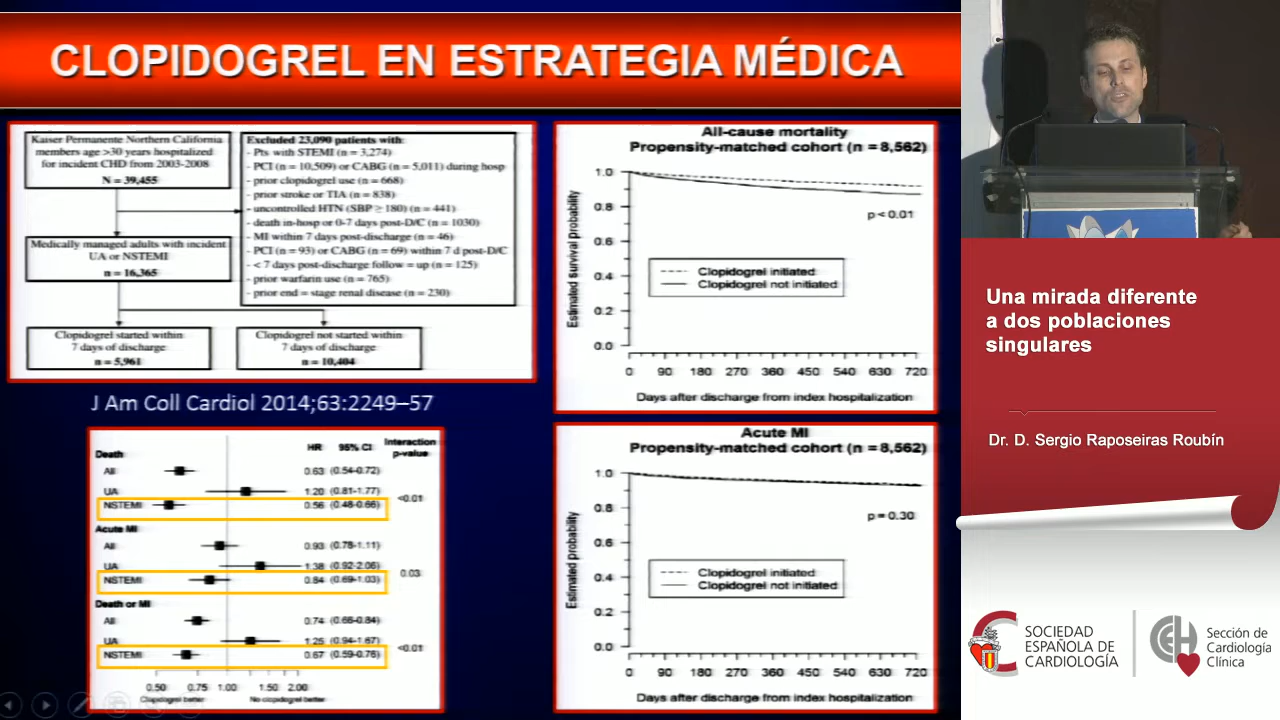 CLOPIDOGREL EN ESTRATEGIA MÉDICA
Kaiser Permanente Northern California
members age >30 years hospitalized
for incident CHD from 2003-2008
N = 39,455
Excluded 23,090 patients with:
- Pts with STEMI (n = 3,274)
- PCI (n = 10,509) or CABG (n = 5,011) during hosp
- prior clopidogrel use (n = 668)
- prior stroke or TIA (n = 838)
- uncontrolled HTN (SBP ≥ 180) (n = 441)
- death in-hosp or 0-7 days post-D/C (n = 1030)
- MI within 7 days post-discharge (n = 46)
- PCI (n = 93) or CABG (n = 69) within 7 d post-D/C
- < 7 days post-discharge follow = up (n = 125)
- prior warfarin use (n = 765)
- prior end = stage renal disease (n = 230)
Medically managed adults with incident
UA or NSTEMI
n = 16,365
Clopidogrel started within
7 days of discharge
n = 5,961
Clopidogrel not started within
7 days of discharge
n = 10,404
J Am Coll Cardiol 2014;63:2249–57
HR 95% CI Interaction
p-value
Death
All 0.63 (0.54-0.72)
UA 1.20 (0.81-1.77)
<0.01
NSTEMI 0.56 (0.48-0.66)
Acute MI
All 0.93 (0.78-1.11)
UA 1.38 (0.92-2.06)
0.03
NSTEMI 0.84 (0.69-1.03)
Death or MI
All 0.74 (0.66-0.84)
UA 1.25 (0.94-1.67)
<0.01
NSTEMI 0.67 (0.59-0.76)
0.50 0.75 1.00 1.50 2.00
Clopidogrel better No clopidogrel better
All-cause mortality
Propensity-matched cohort (n = 8,562)
Estimated survival probability
1.0
0.8
0.6
0.4
0.2
0.0
p < 0.01
Clopidogrel initiated
Clopidogrel not initiated
0 90 180 270 360 450 540 630 720
Days after discharge from index hospitalization
Acute MI
Propensity-matched cohort (n = 8,562)
Estimated probability
1.0
0.8
0.6
0.4
0.2
0.0
p = 0.30
Clopidogrel initiated
Clopidogrel not initiated
0 90 180 270 360 450 540 630 720
Days after discharge from index hospitalization
Una mirada diferente
a dos poblaciones
singulares
Dr. D. Sergio Raposeiras Roubín
SOCIEDAD
ESPAÑOLA DE
CARDIOLOGÍA
Sección de
Cardiología
Clínica